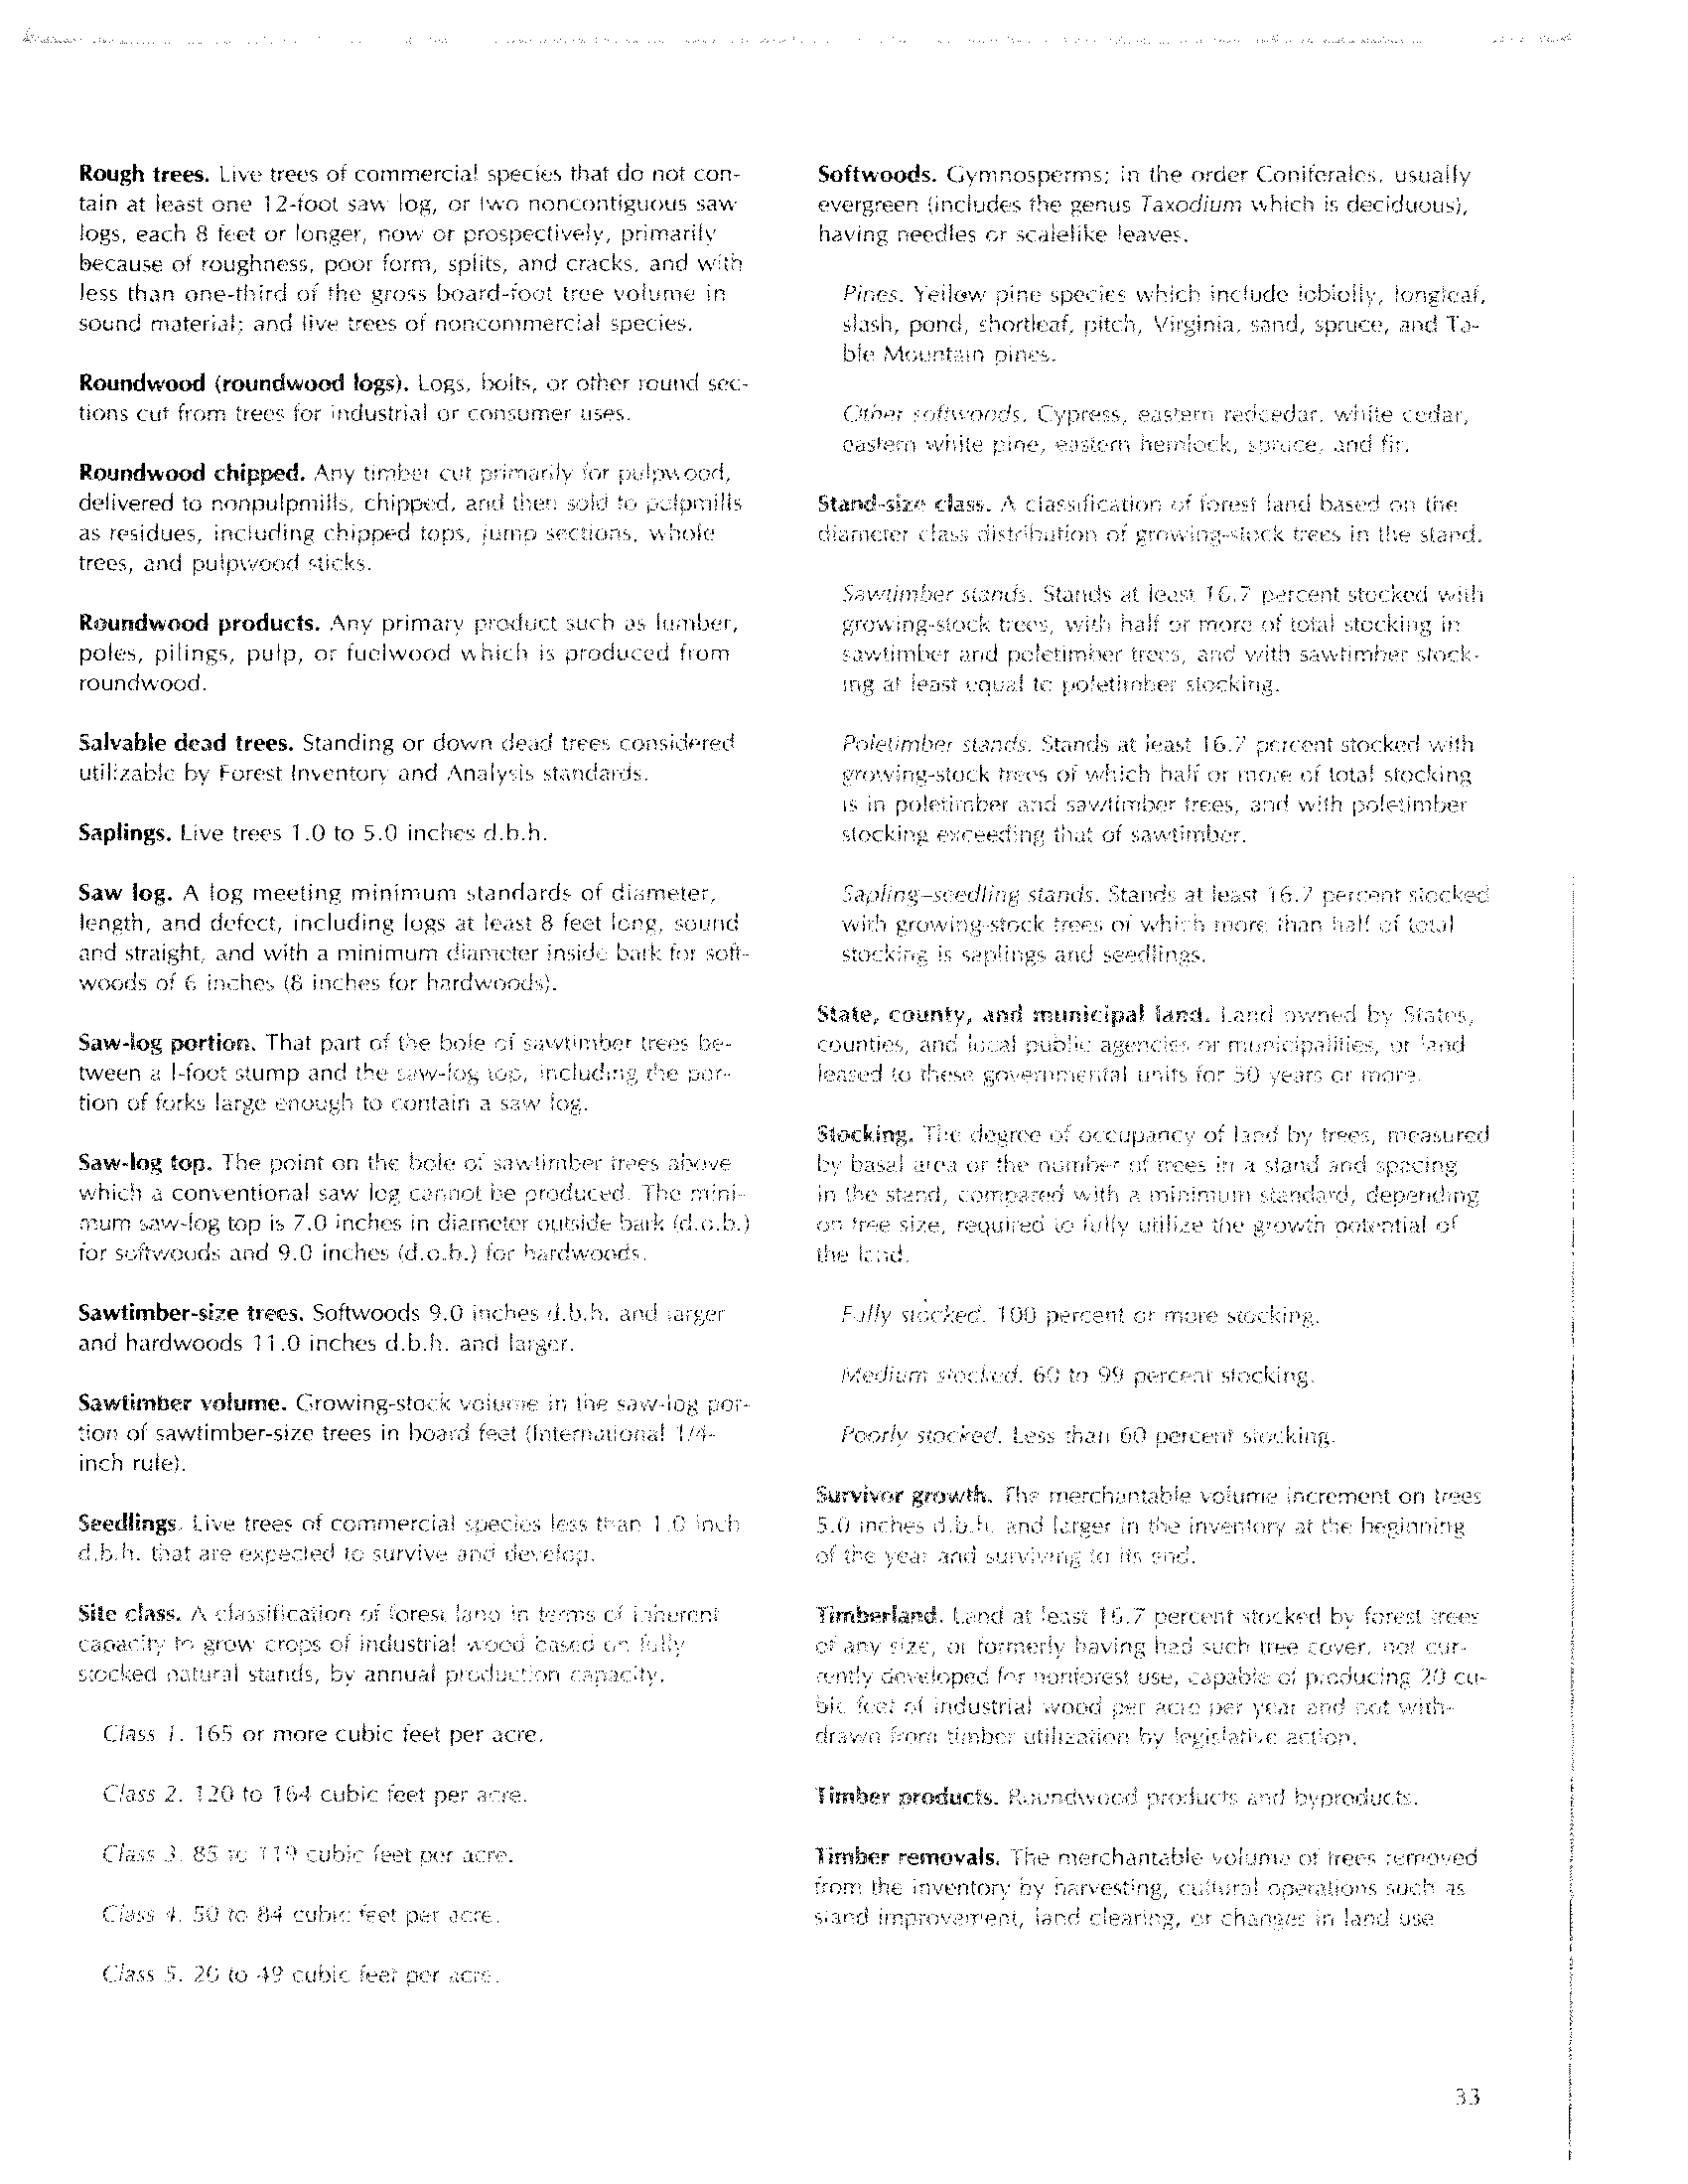 Rough trees. Live trees of commercial species that do not con-
tain at least one 12-foot saw log, or two noncontiguous saw
logs, each 8 feet or longer, now or prospectively, primarily
because of roughness, poor form, splits, and cracks, and with
less than one-third of the gross board-foot tree volume in
sound material; and live trees of noncommercial species.
Roundwood (roundwood logs). Logs, bolts, or other round sec-
tions cut from trees for industrial or consumer uses.
Roundwood chipped. Any timber cut primarily for pulpwood,
delivered to nonpulpmills, chipped, and then sold to pulpmills
as residues, including chipped tops, jump sections, whole
trees, and pulpwood sticks.
Roundwood products. Any primary product such as lumber,
poles, pilings, pulp, or fuelwood which is produced from
roundwood.
Salvable dead trees. Standing or down dead trees considered
utilizable by Forest Inventory and Analysis standards.
Saplings. Live trees 1.0 to 5.0 inches d.b.h.
Saw log. A log meeting minimum standards of diameter,
length, and defect, including logs at least 8 feet long, sound
and straight, and with a minimum diameter inside bark for soft-
woods of 6 inches (8 inches for hardwoods).
Saw-log portion. That part of the bole of sawtimber trees be-
tween a l-foot stump and the saw-log top, including the por-
tion of forks large enough to contain a saw log.
Saw-log top. The point on the bole of sawtimber trees above
which a conventional saw log cannot be produced. The mini-
mum saw-log top is 7.0 inches in diameter outside bark (d.o.b.)
for softwoods and 9.0 inches (d.o.b.) for hardwoods.
Sawtimber-size trees. Softwoods 9.0 inches d.b.h. and larger
and hardwoods 11.0 inches d.b.h. and larger.
Sawtimber volume. Growing-stock volume in the saw-log por-
tion of sawtimber-size trees in board feet (International 1/4-
inch rule).
Seedlings. Live trees of commercial species less than 1.0 inch
d.b.h. that are expected to survive and develop.
Site class. A classification of forest land in terms of inherent
capacity to grow crops of industrial wood based on fully
stocked natural stands, by annual production capacity.
Class 1. 165 or more cubic feet per acre.
Class 2. 120 to 164 cubic feet per acre.
Class 3. 85 to 119 cubic feet per acre.
Class 4. 50 to 84 cubic feet per acre.
Class 5. 20 to 49 cubic feet per acre.
Softwoods. Gymnosperms; in the order Coniferales, usually
evergreen (includes the genus Taxodium which is deciduous),
having needles or scalelike leaves.
Pines. Yellow pine species which include loblolly, longleaf,
slash, pond, shortleaf, pitch, Virginia, sand, spruce, and Ta-
ble Mountain pines.
Other softwoods. Cypress, eastern redcedar, white cedar,
eastern white pine, eastern hemlock, spruce, and fir.
Stand-size class. A classification of forest land based on the
diameter class distribution of growing-stock trees in the stand.
Sawtimber stands. Stands at least 16.7 percent stocked with
growing-stock trees, with half or more of total stocking in
sawtimber and poletimber trees, and with sawtimber stock-
ing at least equal to poletimber stocking.
Poletimber stands. Stands at least 16.7 percent stocked with
growing-stock trees of which half or more of total stocking
is in poletimber and sawtimber trees, and with poletimber
stocking exceeding that of sawtimber.
Sapling–seedling stands. Stands at least 16.7 percent stocked
with growing-stock trees of which more than half of total
stocking is saplings and seedlings.
State, county, and municipal land. Land owned by States,
counties, and local public agencies or municipalities, or land
leased to these governmental units for 50 years or more.
Stocking. The degree of occupancy of land by trees, measured
by basal area or the number of trees in a stand and spacing
in the stand, compared with a minimum standard, depending
on tree size, required to fully utilize the growth potential of
the land.
Fully stocked. 100 percent or more stocking.
Medium stocked. 60 to 99 percent stocking.
Poorly stocked. Less than 60 percent stocking.
Survivor growth. The merchantable volume increment on trees
5.0 inches d.b.h. and larger in the inventory at the beginning
of the year and surviving to its end.
Timberland. Land at least 16.7 percent stocked by forest trees
of any size, or formerly having had such tree cover, not cur-
rently developed for nonforest use, capable of producing 20 cu-
bic feet of industrial wood per acre per year and not with-
drawn from timber utilization by legislative action.
Timber products. Roundwood products and byproducts.
Timber removals. The merchantable volume of trees removed
from the inventory by harvesting, cultural operations such as
stand improvement, land clearing, or changes in land use
33